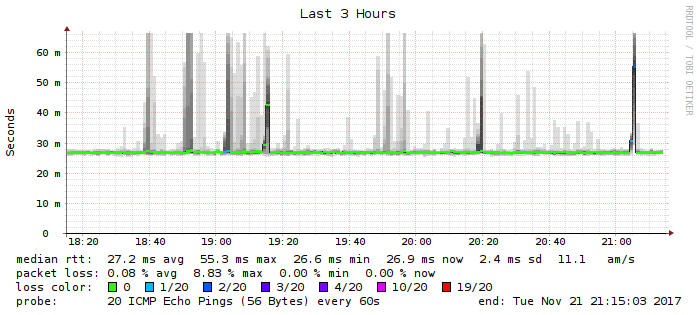 Last 3 Hours
RRDTOOL / TOBI OETIKER
Seconds
60 m
50 m
40 m
30 m
20 m
10 m
0
18:20 18:40 19:00 19:20 19:40 20:00 20:20 20:40 21:00
median rtt: 27.2 ms avg 55.3 ms max 26.6 ms min 26.9 ms now 2.4 ms sd 11.1 am/s
packet loss: 0.08 % avg 8.83 % max 0.00 % min 0.00 % now
loss color: 0 1/20 2/20 3/20 4/20 10/20 19/20
probe: 20 ICMP Echo Pings (56 Bytes) every 60s end: Tue Nov 21 21:15:03 2017